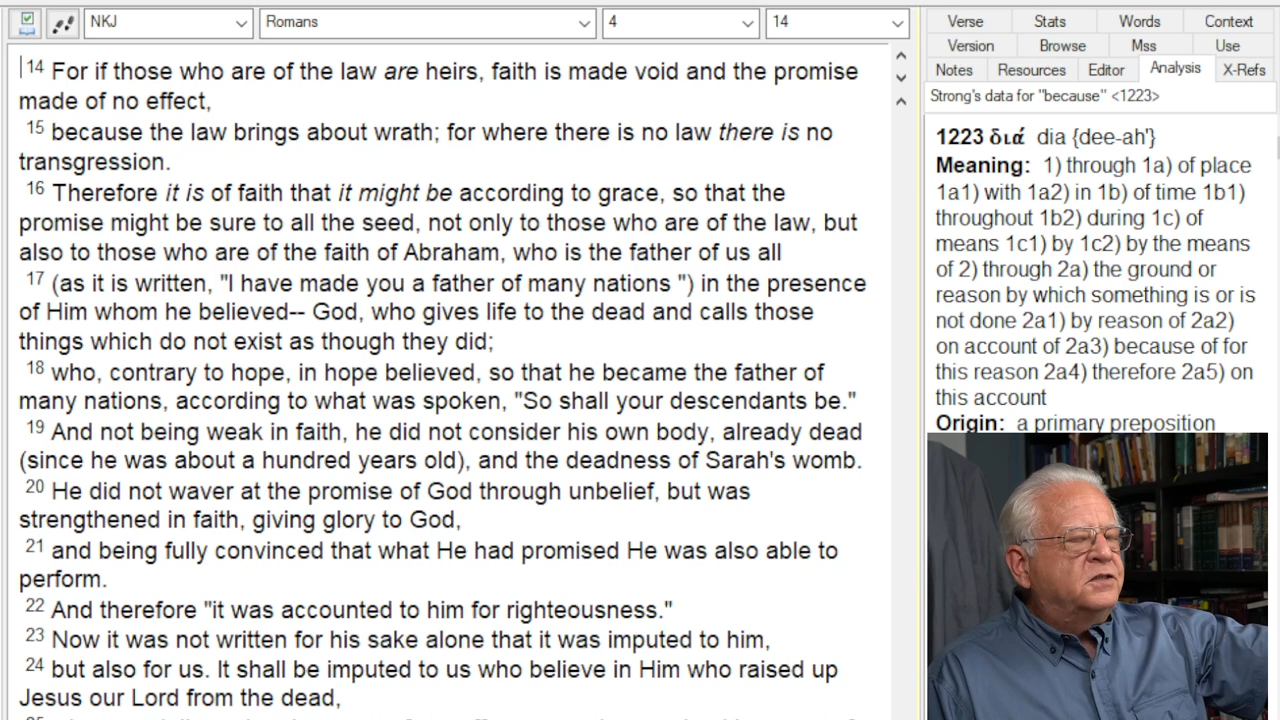 NKJ Romans 4 14
14 For if those who are of the law are heirs, faith is made void and the promise
made of no effect,
15 because the law brings about wrath; for where there is no law there is no
transgression.
16 Therefore it is of faith that it might be according to grace, so that the
promise might be sure to all the seed, not only to those who are of the law, but
also to those who are of the faith of Abraham, who is the father of us all
17 (as it is written, "I have made you a father of many nations ") in the presence
of Him whom he believed-- God, who gives life to the dead and calls those
things which do not exist as though they did;
18 who, contrary to hope, in hope believed, so that he became the father of
many nations, according to what was spoken, "So shall your descendants be."
19 And not being weak in faith, he did not consider his own body, already dead
(since he was about a hundred years old), and the deadness of Sarah's womb.
20 He did not waver at the promise of God through unbelief, but was
strengthened in faith, giving glory to God,
21 and being fully convinced that what He had promised He was also able to
perform.
22 And therefore "it was accounted to him for righteousness."
23 Now it was not written for his sake alone that it was imputed to him,
24 but also for us. It shall be imputed to us who believe in Him who raised up
Jesus our Lord from the dead,
Verse Stats Words Context
Version Browse Mss Use
Notes Resources Editor Analysis X-Refs
Strong's data for "because" <1223>
1223 διά dia {dee-ah'}
Meaning: 1) through 1a) of place
1a1) with 1a2) in 1b) of time 1b1)
throughout 1b2) during 1c) of
means 1c1) by 1c2) by the means
of 2) through 2a) the ground or
reason by which something is or is
not done 2a1) by reason of 2a2)
on account of 2a3) because of for
this reason 2a4) therefore 2a5) on
this account
Origin: a primary preposition